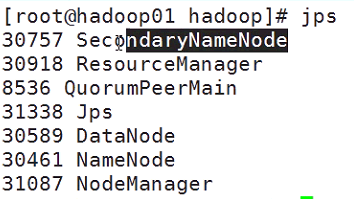 [root@hadoop01 hadoop]# jps
30757 SecondaryNameNode
30918 ResourceManager
8536 QuorumPeerMain
31338 Jps
30589 DataNode
30461 NameNode
31087 NodeManager